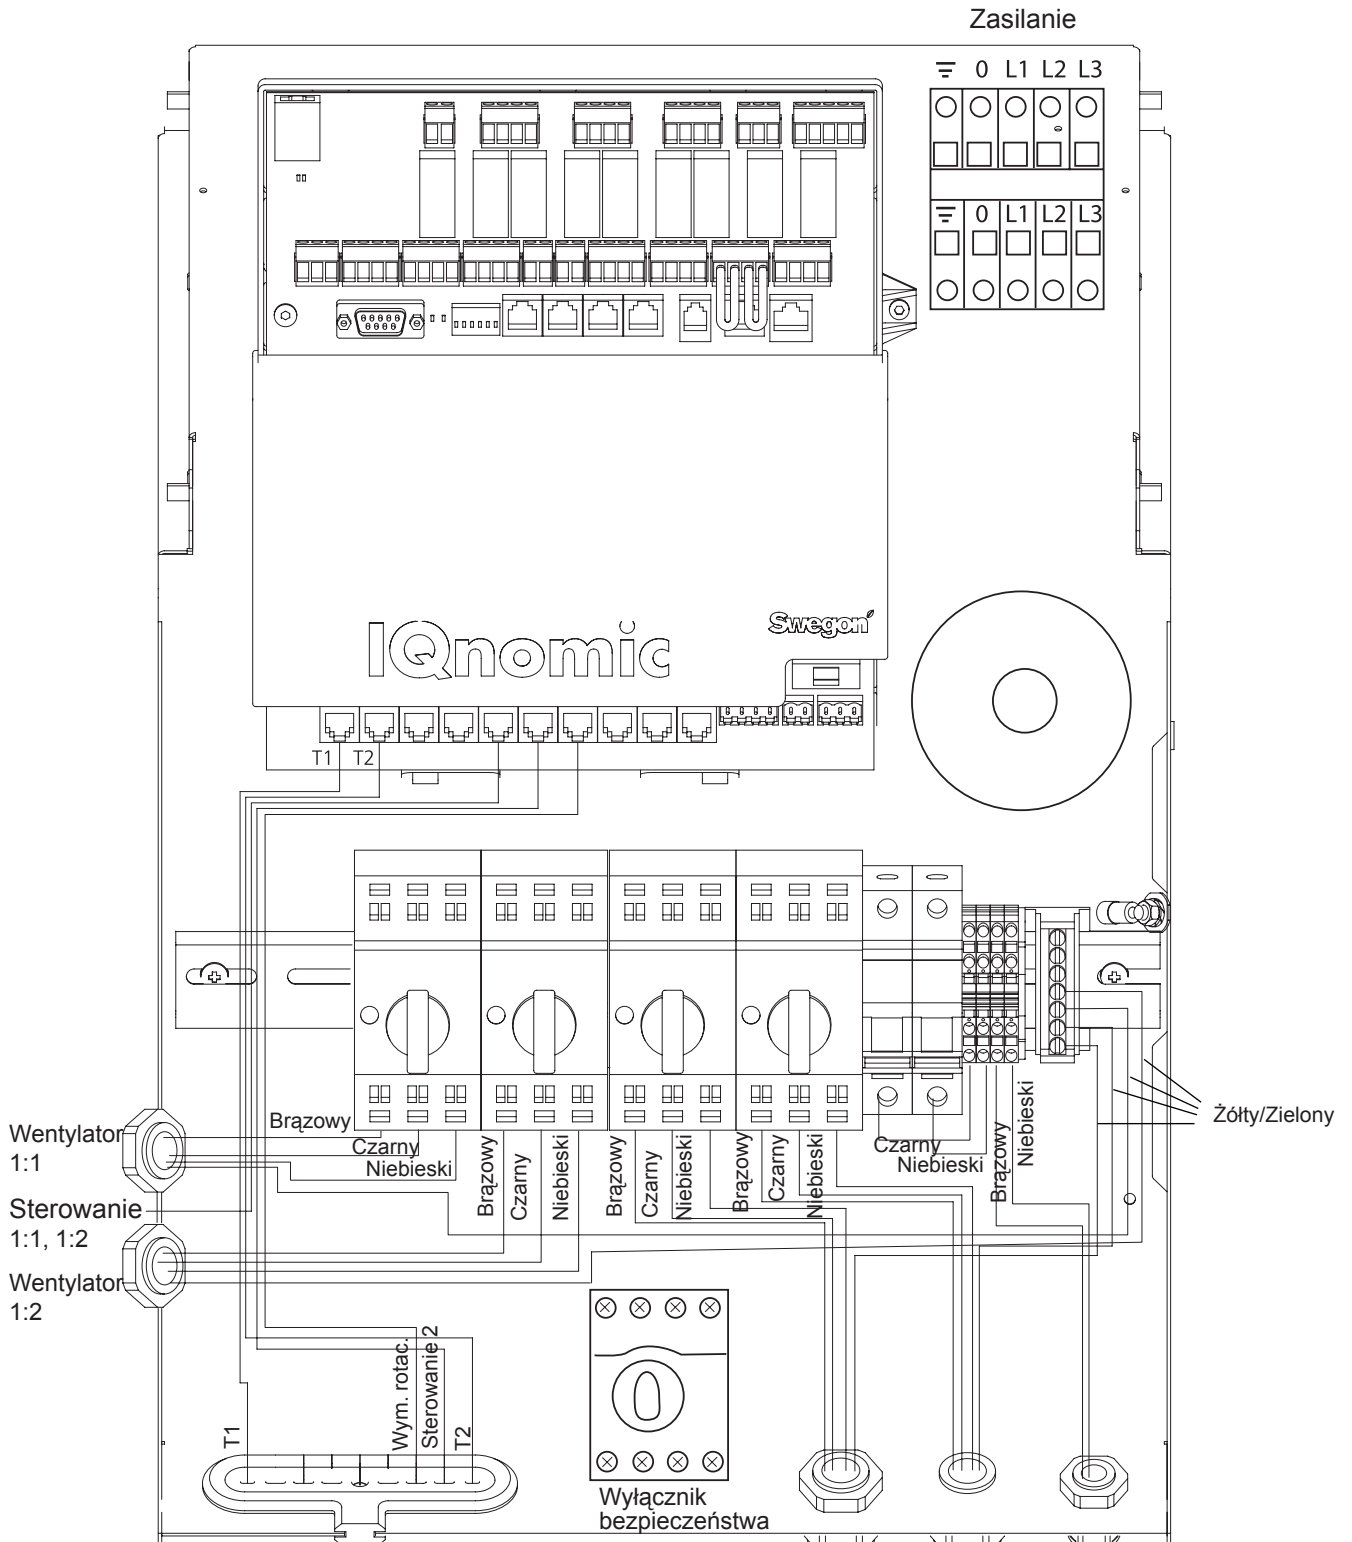 Zasilanie
0 L1 L2 L3
0 L1 L2 L3
IQnomic
Swegon
T1 T2
Brązowy
Czarny
Niebieski
Brązowy
Czarny
Niebieski
Brązowy
Czarny
Niebieski
Brązowy
Czarny
Niebieski
Czarny
Niebieski
Brązowy
Niebieski
Żółty/Zielony
Wentylator
1:1
Sterowanie
1:1, 1:2
Wentylator
1:2
T1
Wym. rotac.
Sterowanie 2
T2
Wyłącznik
bezpieczeństwa